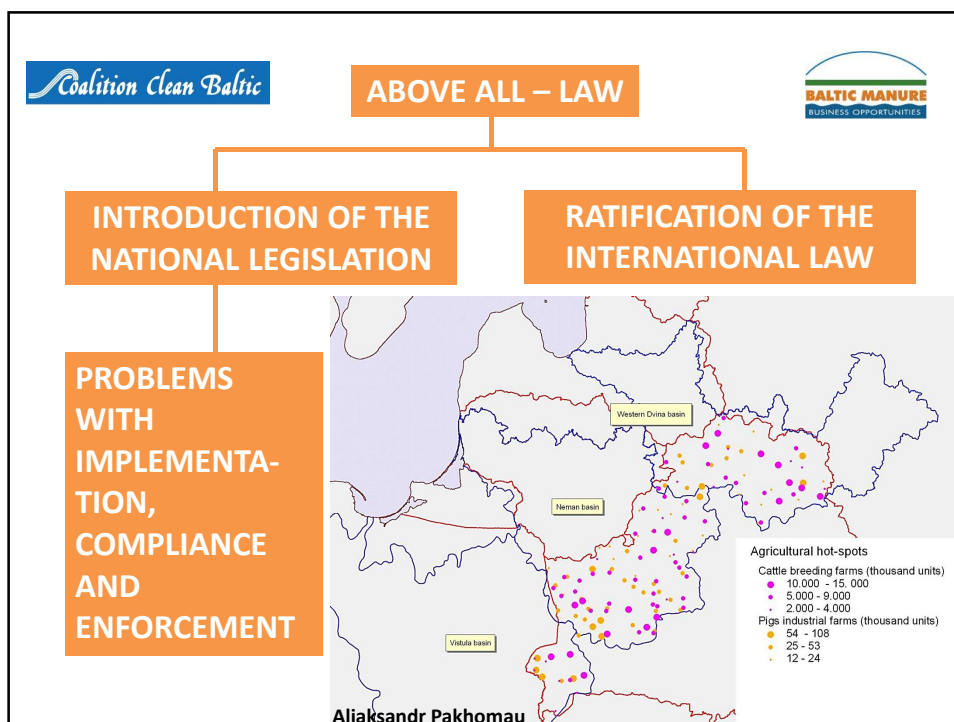 Coalition Clean Baltic
ABOVE ALL – LAW
BALTIC MANURE
BUSINESS OPPORTUNITIES
INTRODUCTION OF THE
NATIONAL LEGISLATION
RATIFICATION OF THE
INTERNATIONAL LAW
PROBLEMS
WITH
IMPLEMENTA-
TION,
COMPLIANCE
AND
ENFORCEMENT
Western Dvina basin
Neman basin
Vistula basin
Agricultural hot-spots
Cattle breeding farms (thousand units)
10.000 - 15. 000
5.000 - 9.000
2.000 - 4.000
Pigs industrial farms (thousand units)
54 - 108
25 - 53
12 - 24
Aliaksandr Pakhomau